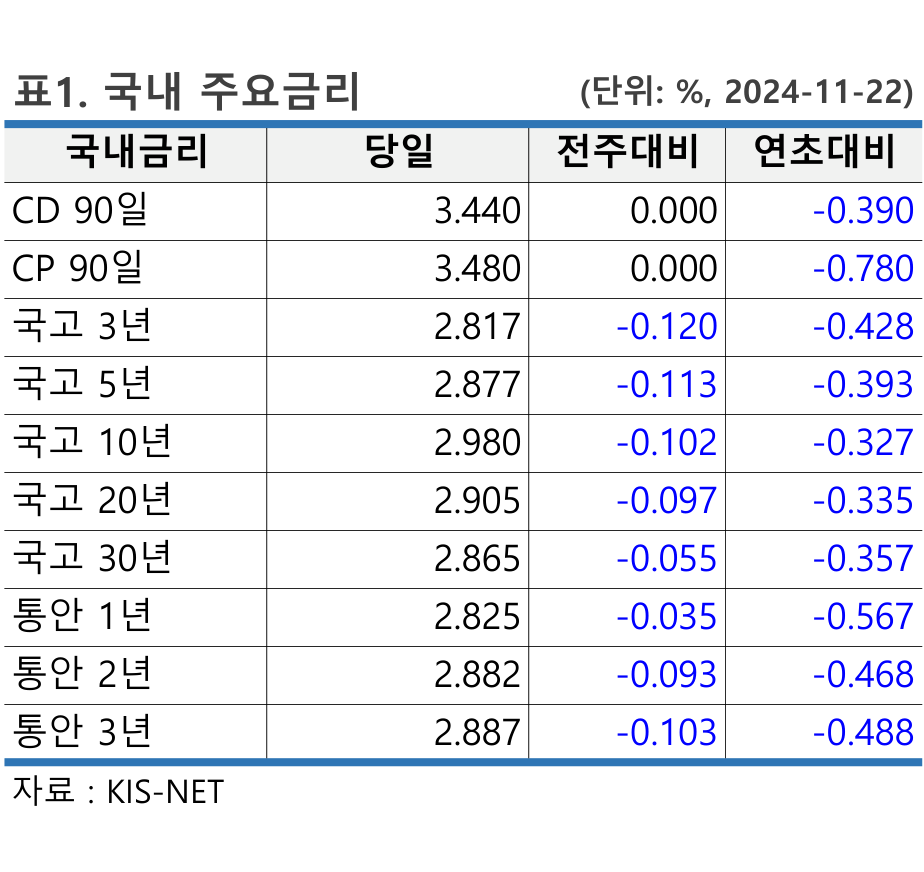 표1. 국내 주요금리 (단위: %, 2024-11-22)
국내금리 당일 전주대비 연초대비
CD 90일 3.440 0.000 -0.390
CP 90일 3.480 0.000 -0.780
국고 3년 2.817 -0.120 -0.428
국고 5년 2.877 -0.113 -0.393
국고 10년 2.980 -0.102 -0.327
국고 20년 2.905 -0.097 -0.335
국고 30년 2.865 -0.055 -0.357
통안 1년 2.825 -0.035 -0.567
통안 2년 2.882 -0.093 -0.468
통안 3년 2.887 -0.103 -0.488
자료 : KIS-NET